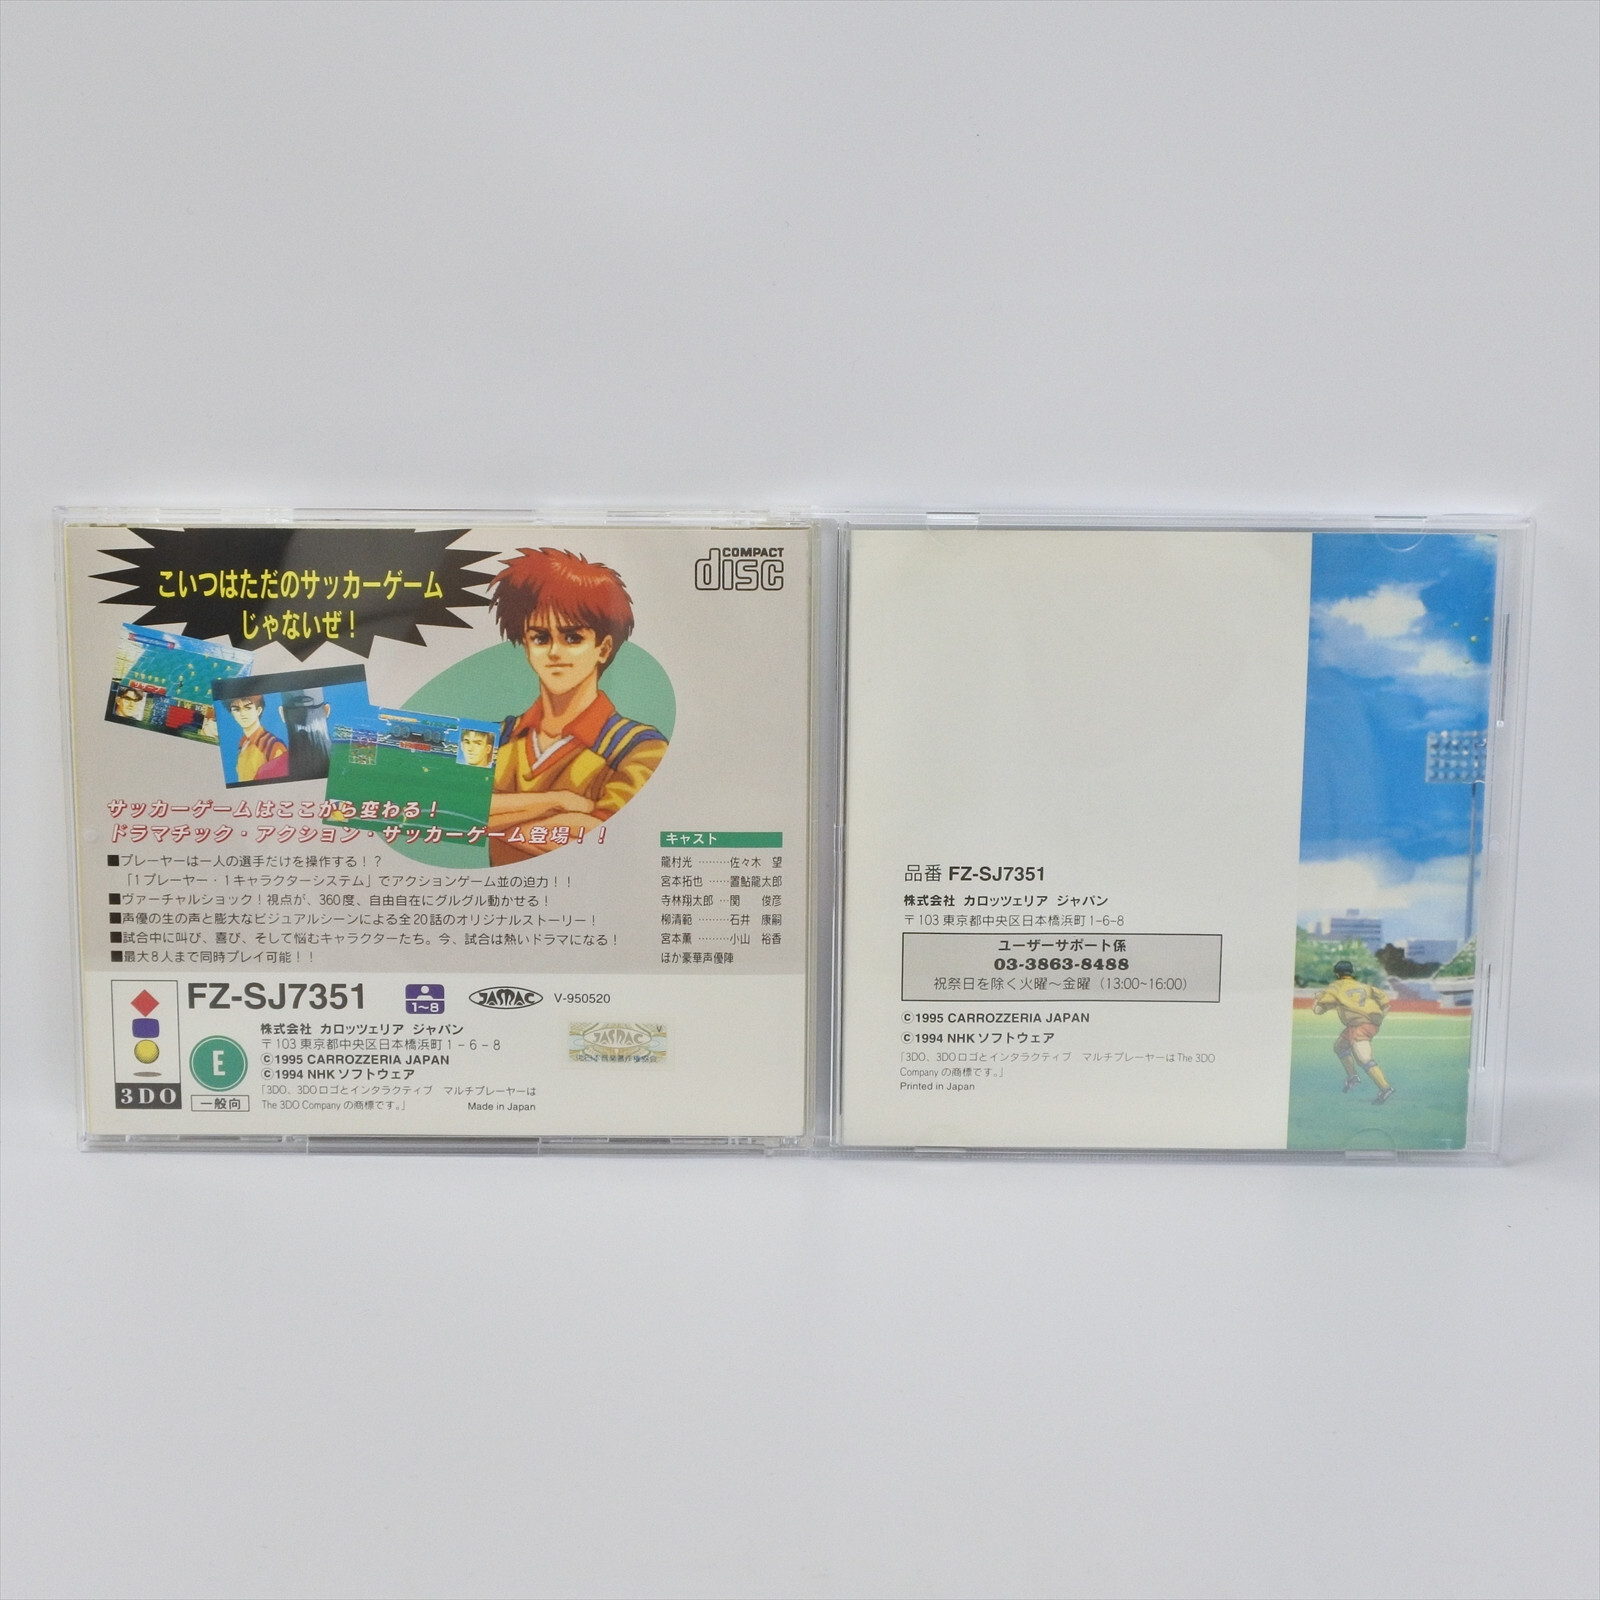 こいつはただのサッカーゲーム
じゃないぜ！
COMPACT
disc
サッカーゲームはここから変わる！
ドラマチック・アクション・サッカーゲーム登場！！
■プレーヤーは一人の選手だけを操作する！？
「1プレーヤー・1キャラクターシステム」でアクションゲーム並の迫力！！
■ヴァーチャルショック！視点が、360度、自由自在にグルグル動かせる！
■声優の生の声と膨大なビジュアルシーンによる全20話のオリジナルストーリー！
■試合中に叫び、喜び、そして悩むキャラクターたち。今、試合は熱いドラマになる！
■最大8人まで同時プレイ可能！！
キャスト
龍村光………佐々木 望
宮本拓也……置鮎龍太郎
寺林翔太郎…関 俊彦
柳清範………石井 康嗣
宮本薫………小山 裕香
ほか豪華声優陣
3DO
FZ-SJ7351
1~8
JASRAC
V-950520
E
一般向
株式会社 カロッツェリア ジャパン
〒103 東京都中央区日本橋浜町1-6-8
©1995 CARROZZERIA JAPAN
©1994 NHKソフトウェア
「3DO、3DOロゴとインタラクティブ マルチプレーヤーは
The 3DO Companyの商標です。」
Made in Japan
V
JASRAC
品番 FZ-SJ7351
株式会社 カロッツェリア ジャパン
〒103 東京都中央区日本橋浜町1-6-8
ユーザーサポート係
03-3863-8488
祝祭日を除く火曜～金曜（13:00~16:00）
©1995 CARROZZERIA JAPAN
©1994 NHKソフトウェア
「3DO、3DOロゴとインタラクティブ マルチプレーヤーはThe 3DO
Companyの商標です。」
Printed in Japan
7